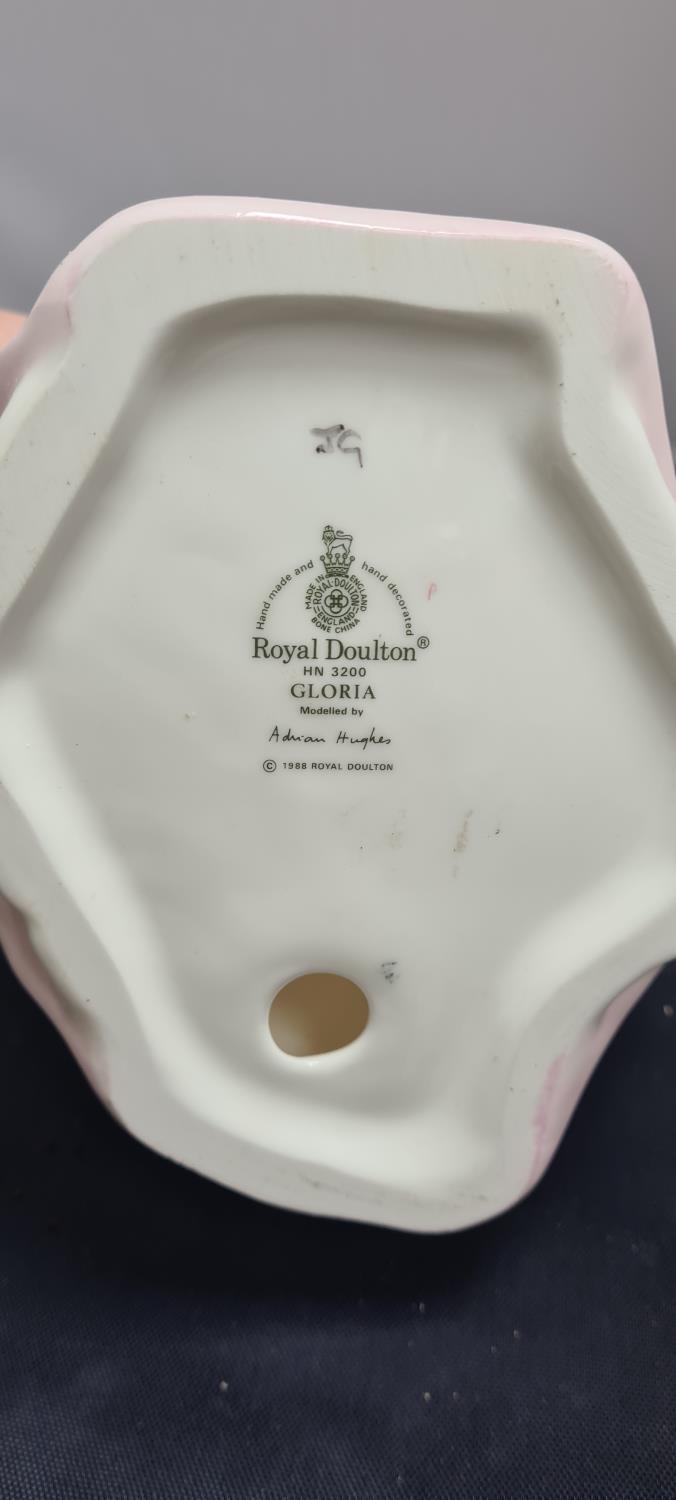 JG
Hand made and hand decorated
MADE IN ENGLAND
ROYAL·DOULTON
ENGLAND
BONE CHINA
Royal Doulton®
HN 3200
GLORIA
Modelled by
Adrian Hughes
© 1988 ROYAL DOULTON